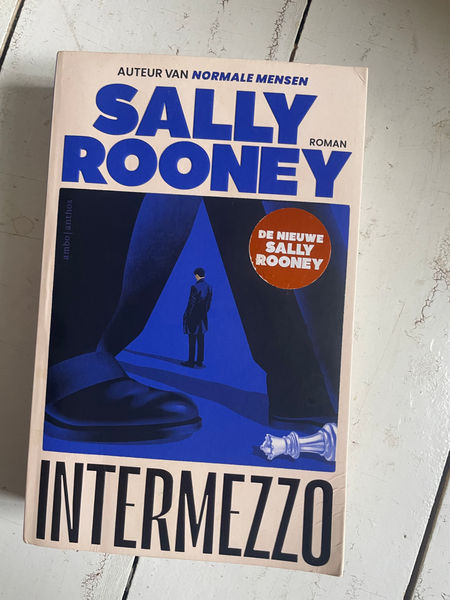 AUTEUR VAN NORMALE MENSEN
SALLY
ROONEY
ROMAN
ambo|anthos
DE NIEUWE
SALLY
ROONEY
INTERMEZZO